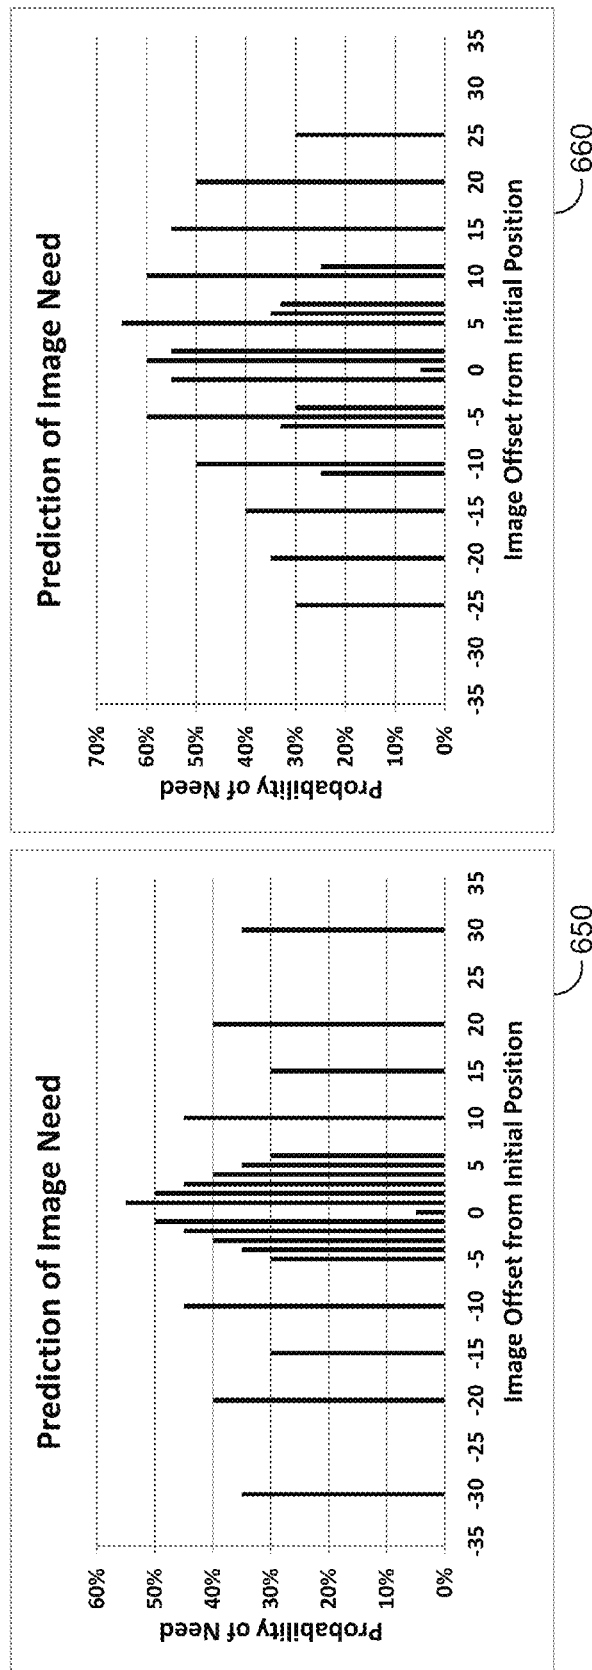 Prediction of Image Need
Probability of Need
60%
50%
40%
30%
20%
10%
0%
-35 -30 -25 -20 -15 -10 -5 0 5 10 15 20 25 30 35
Image Offset from Initial Position
650
Prediction of Image Need
Probability of Need
70%
60%
50%
40%
30%
20%
10%
0%
-35 -30 -25 -20 -15 -10 -5 0 5 10 15 20 25 30 35
Image Offset from Initial Position
660